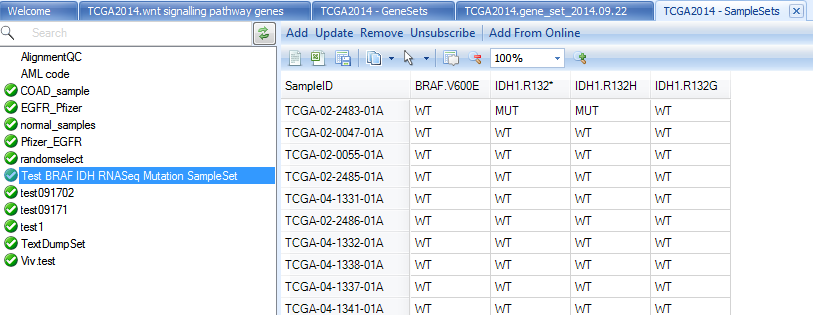 Welcome TCGA2014.wnt signalling pathway genes TCGA2014 - GeneSets TCGA2014.gene_set_2014.09.22 TCGA2014 - SampleSets
Search
Add Update Remove Unsubscribe Add From Online
100%
AlignmentQC
AML code
COAD_sample
EGFR_Pfizer
normal_samples
Pfizer_EGFR
randomselect
Test BRAF IDH RNASeq Mutation SampleSet
test091702
test09171
test1
TextDumpSet
Viv.test
SampleID BRAF.V600E IDH1.R132* IDH1.R132H IDH1.R132G
TCGA-02-2483-01A WT MUT MUT WT
TCGA-02-0047-01A WT WT WT WT
TCGA-02-0055-01A WT WT WT WT
TCGA-02-2485-01A WT WT WT WT
TCGA-04-1331-01A WT WT WT WT
TCGA-02-2486-01A WT WT WT WT
TCGA-04-1332-01A WT WT WT WT
TCGA-04-1338-01A WT WT WT WT
TCGA-04-1337-01A WT WT WT WT
TCGA-04-1341-01A WT WT WT WT